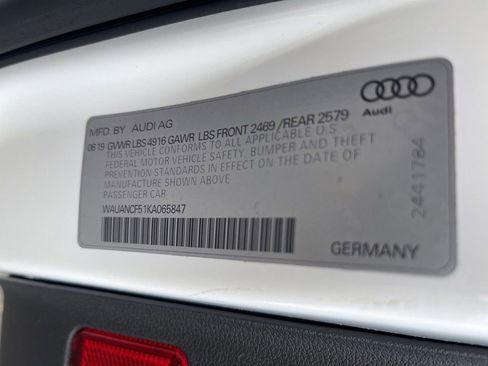 MFD. BY AUDI AG
06 19 GVWR LBS 4916 GAWR LBS FRONT 2469 /REAR 2579
THIS VEHICLE CONFORMS TO ALL APPLICABLE U.S
FEDERAL MOTOR VEHICLE SAFETY, BUMPER AND THEFT
PREVENTION STANDARDS IN EFFECT ON THE DATE OF
MANUFACTURE SHOWN ABOVE.
PASSENGER CAR
WAUANCF51KA065847
GERMANY
Audi
2441784